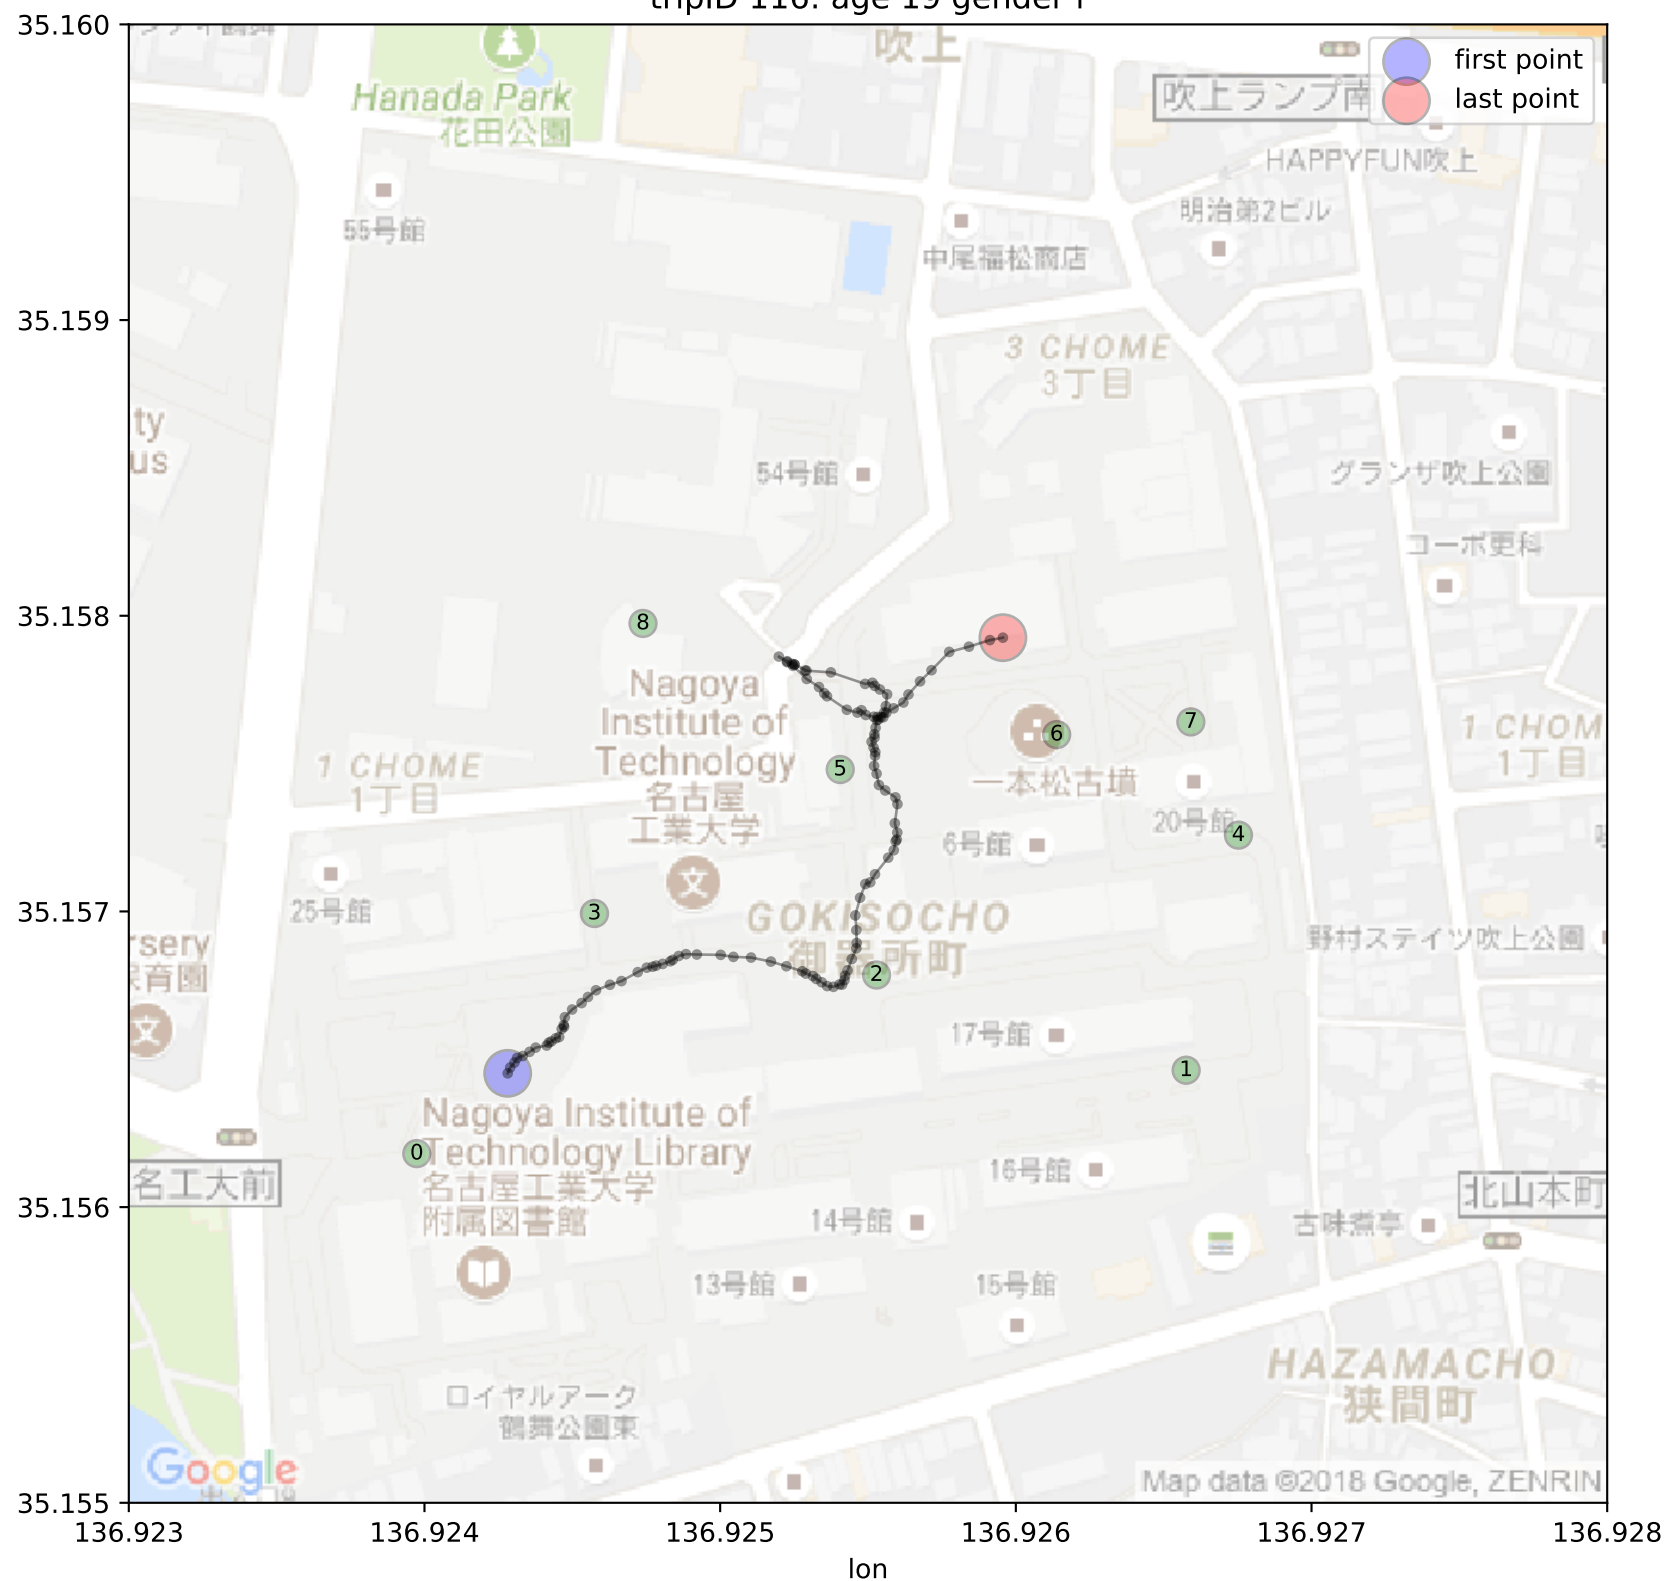 first point
last point
35.160
35.159
35.158
35.157
35.156
35.155
136.923
136.924
136.925
136.926
136.927
136.928
lon
吹上
Hanada Park
花田公園
吹上ランプ南
HAPPYFUN吹上
明治第2ビル
55号館
中尾福松商店
3 CHOME
3丁目
ty
us
54号館
グランザ吹上公園
コーポ更科
8
Nagoya
Institute of
Technology
名古屋
工業大学
1 CHOME
1丁目
5
6
7
一本松古墳
1 CHOM
1丁目
20号館
4
6号館
25号館
3
GOKISOCHO
御器所町
2
野村ステイツ吹上公園
rsery
保育園
17号館
1
Nagoya Institute of
Technology Library
名古屋工業大学
附属図書館
0
名工大前
16号館
北山本町
14号館
古味煮亭
13号館
15号館
HAZAMACHO
狭間町
ロイヤルアーク
鶴舞公園東
Google
Map data ©2018 Google, ZENRIN